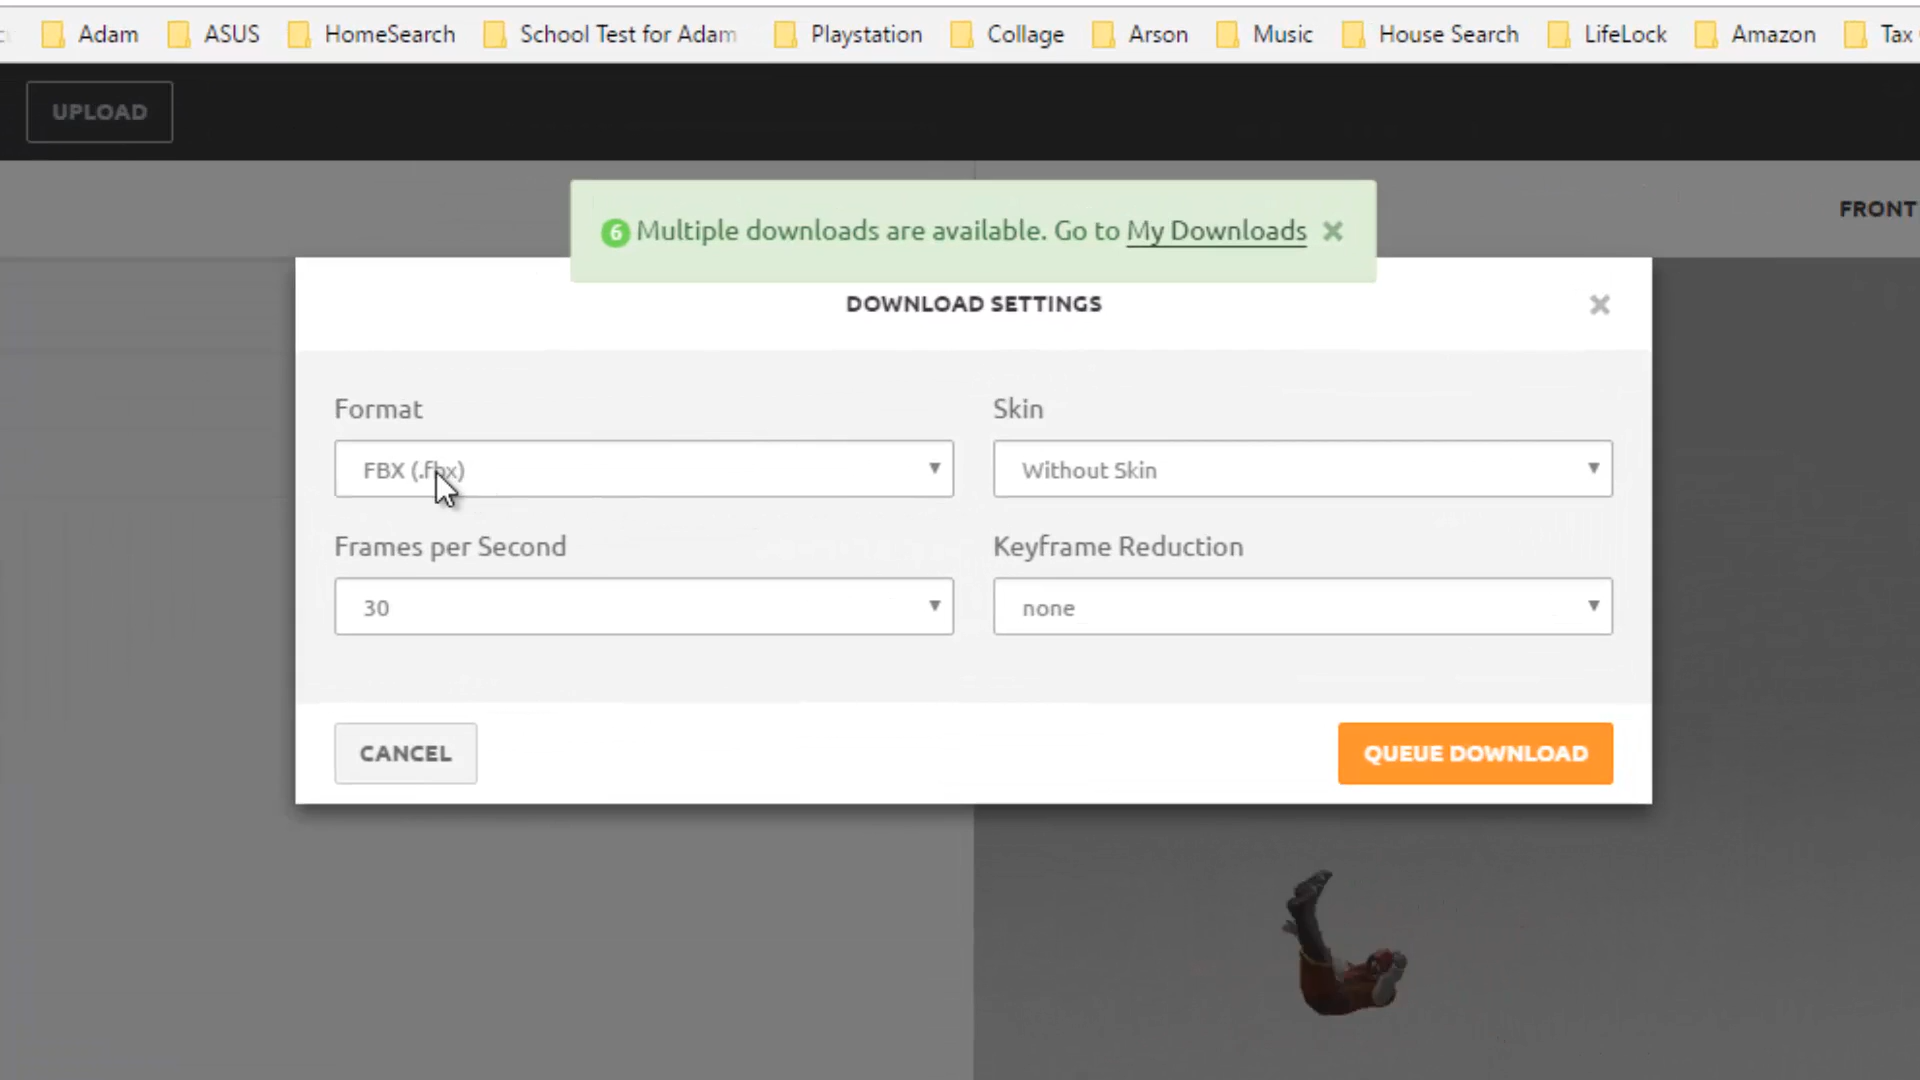 Adam ASUS HomeSearch School Test for Adam Playstation Collage Arson Music House Search LifeLock Amazon Tax
UPLOAD
6 Multiple downloads are available. Go to My Downloads ×
FRONT
DOWNLOAD SETTINGS ×
Format Skin
FBX (.fbx) Without Skin
Frames per Second Keyframe Reduction
30 none
CANCEL QUEUE DOWNLOAD